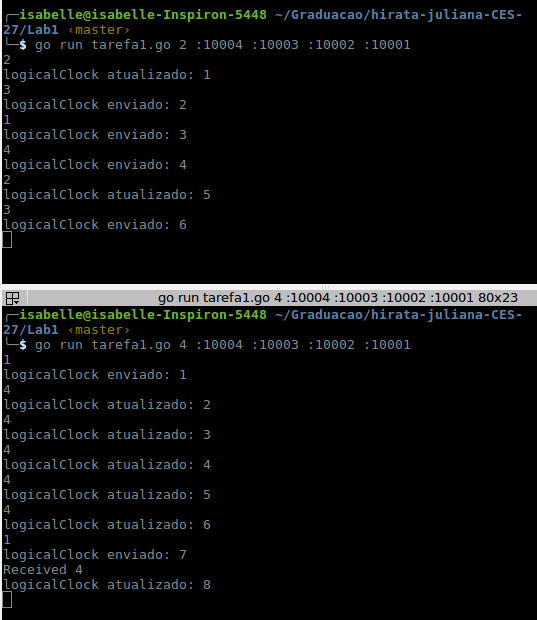 ┌─isabelle@isabelle-Inspiron-5448 ~/Graduacao/hirata-juliana-CES-
27/Lab1 ‹master›
└─$ go run tarefa1.go 2 :10004 :10003 :10002 :10001
2
logicalClock atualizado: 1
3
logicalClock enviado: 2
1
logicalClock enviado: 3
4
logicalClock enviado: 4
2
logicalClock atualizado: 5
3
logicalClock enviado: 6
go run tarefa1.go 4 :10004 :10003 :10002 :10001 80x23
┌─isabelle@isabelle-Inspiron-5448 ~/Graduacao/hirata-juliana-CES-
27/Lab1 ‹master›
└─$ go run tarefa1.go 4 :10004 :10003 :10002 :10001
1
logicalClock enviado: 1
4
logicalClock atualizado: 2
4
logicalClock atualizado: 3
4
logicalClock atualizado: 4
4
logicalClock atualizado: 5
4
logicalClock atualizado: 6
1
logicalClock enviado: 7
Received 4
logicalClock atualizado: 8